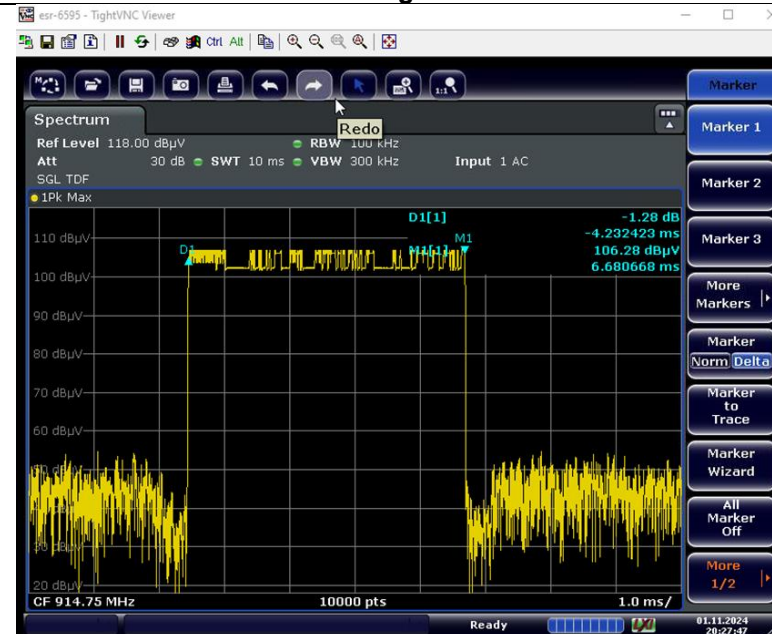 esr-6595 - TightVNC Viewer
Ctrl Alt
1:1
Marker
Spectrum
Redo
Ref Level 118.00 dBµV RBW 100 kHz
Att 30 dB SWT 10 ms VBW 300 kHz Input 1 AC
SGL TDF
1Pk Max
D1[1] -1.28 dB
-4.232423 ms
M1[1] 106.28 dBµV
6.680668 ms
D1
M1
110 dBµV
100 dBµV
90 dBµV
80 dBµV
70 dBµV
60 dBµV
20 dBµV
CF 914.75 MHz 10000 pts 1.0 ms/
Marker 1
Marker 2
Marker 3
More
Markers
Marker
Norm Delta
Marker
to
Trace
Marker
Wizard
All
Marker
Off
More
1/2
Ready
01.11.2024
20:27:47